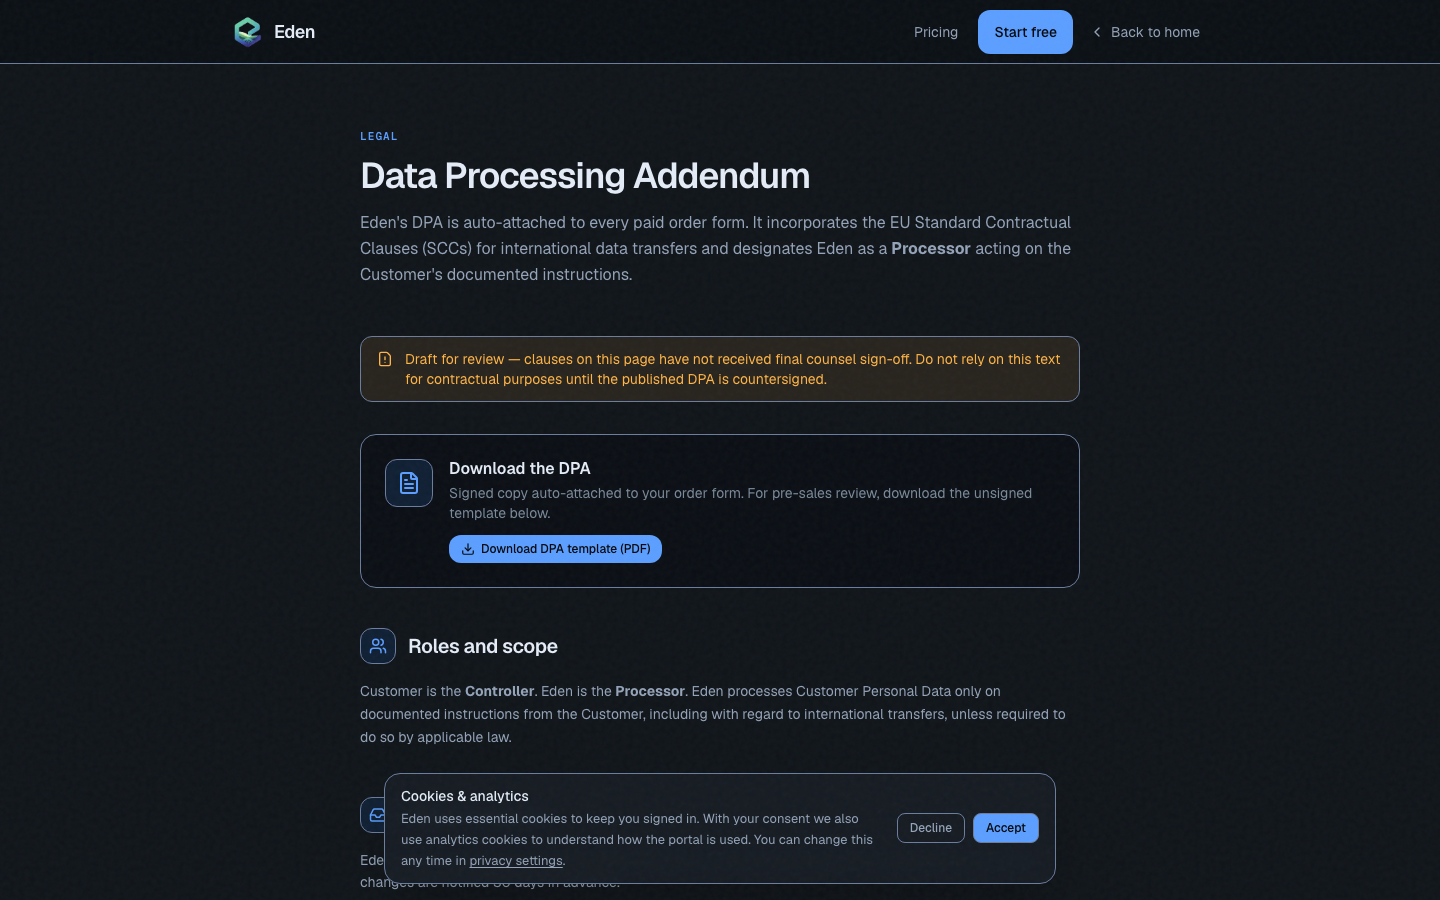 Eden
Pricing
Start free
Back to home
LEGAL
Data Processing Addendum
Eden's DPA is auto-attached to every paid order form. It incorporates the EU Standard Contractual
Clauses (SCCs) for international data transfers and designates Eden as a Processor acting on the
Customer's documented instructions.
Draft for review — clauses on this page have not received final counsel sign-off. Do not rely on this text
for contractual purposes until the published DPA is countersigned.
Download the DPA
Signed copy auto-attached to your order form. For pre-sales review, download the unsigned
template below.
Download DPA template (PDF)
Roles and scope
Customer is the Controller. Eden is the Processor. Eden processes Customer Personal Data only on
documented instructions from the Customer, including with regard to international transfers, unless required to
do so by applicable law.
Cookies & analytics
Eden uses essential cookies to keep you signed in. With your consent we also
use analytics cookies to understand how the portal is used. You can change this
any time in privacy settings.
Decline
Accept